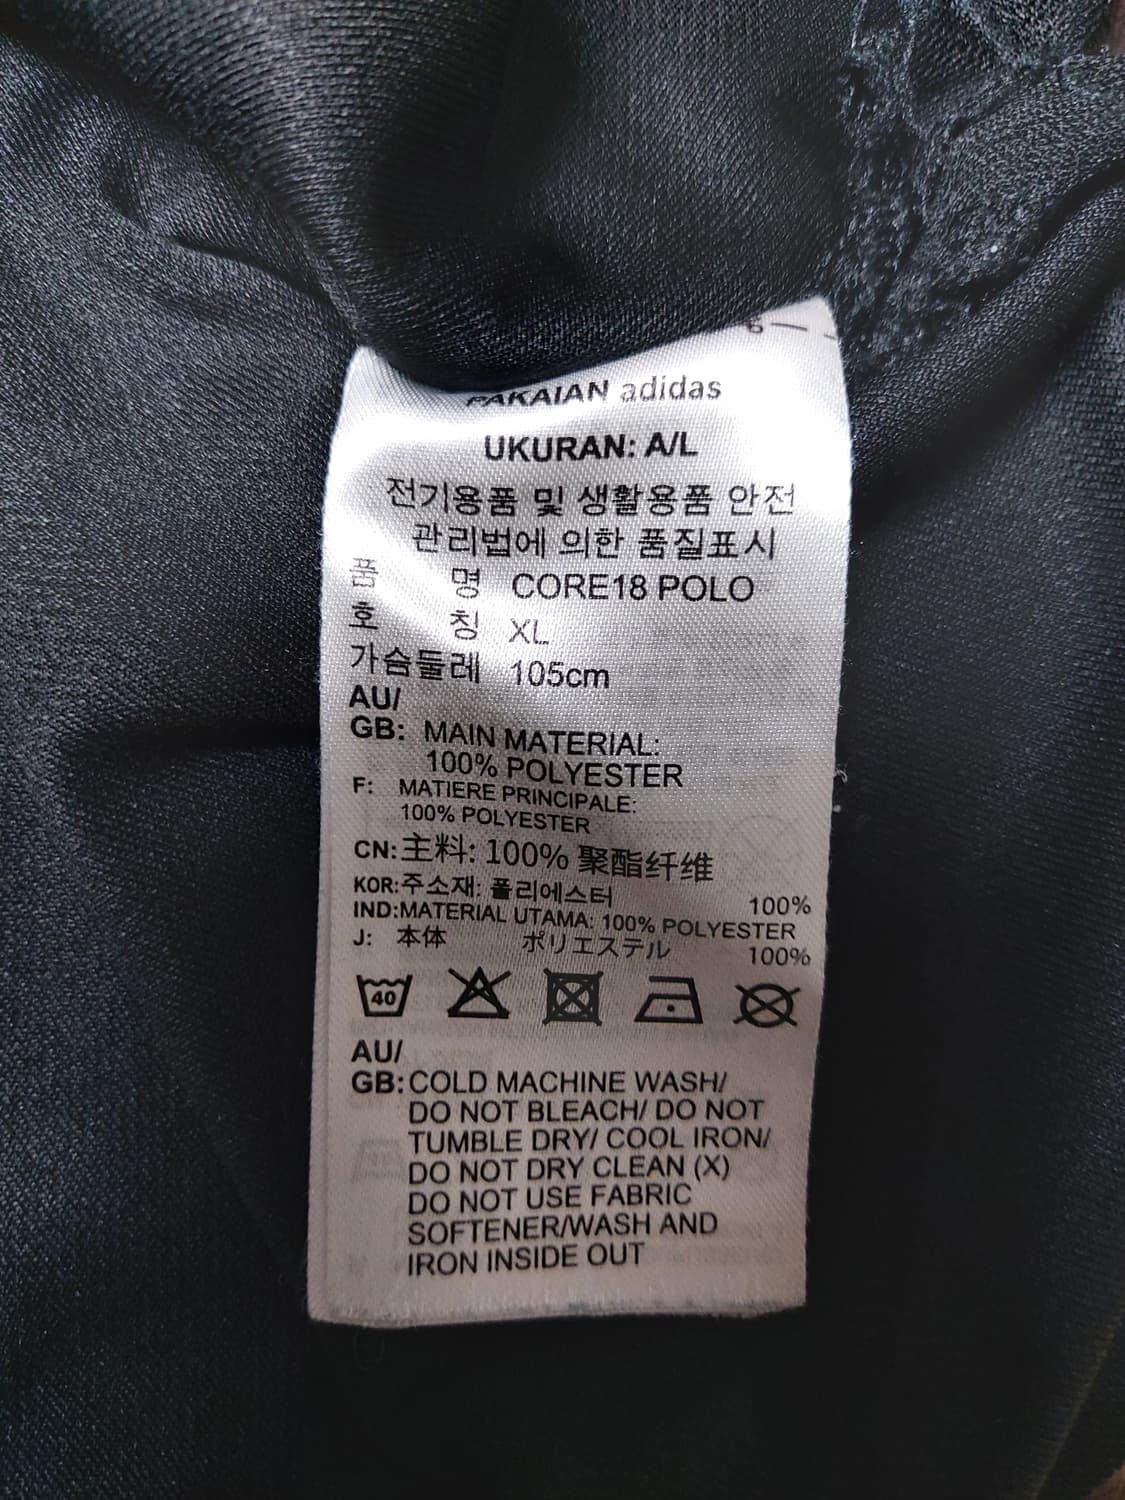 PAKAIAN adidas
UKURAN: A/L
전기용품 및 생활용품 안전
관리법에 의한 품질표시
품 명 CORE18 POLO
호 칭 XL
가슴둘레 105cm
AU/
GB: MAIN MATERIAL:
100% POLYESTER
F: MATIERE PRINCIPALE:
100% POLYESTER
CN:主料: 100% 聚酯纤维
KOR:주소재: 폴리에스터 100%
IND:MATERIAL UTAMA: 100% POLYESTER
J: 本体 ポリエステル 100%
40
AU/
GB:COLD MACHINE WASH/
DO NOT BLEACH/ DO NOT
TUMBLE DRY/ COOL IRON/
DO NOT DRY CLEAN (X)
DO NOT USE FABRIC
SOFTENER/WASH AND
IRON INSIDE OUT